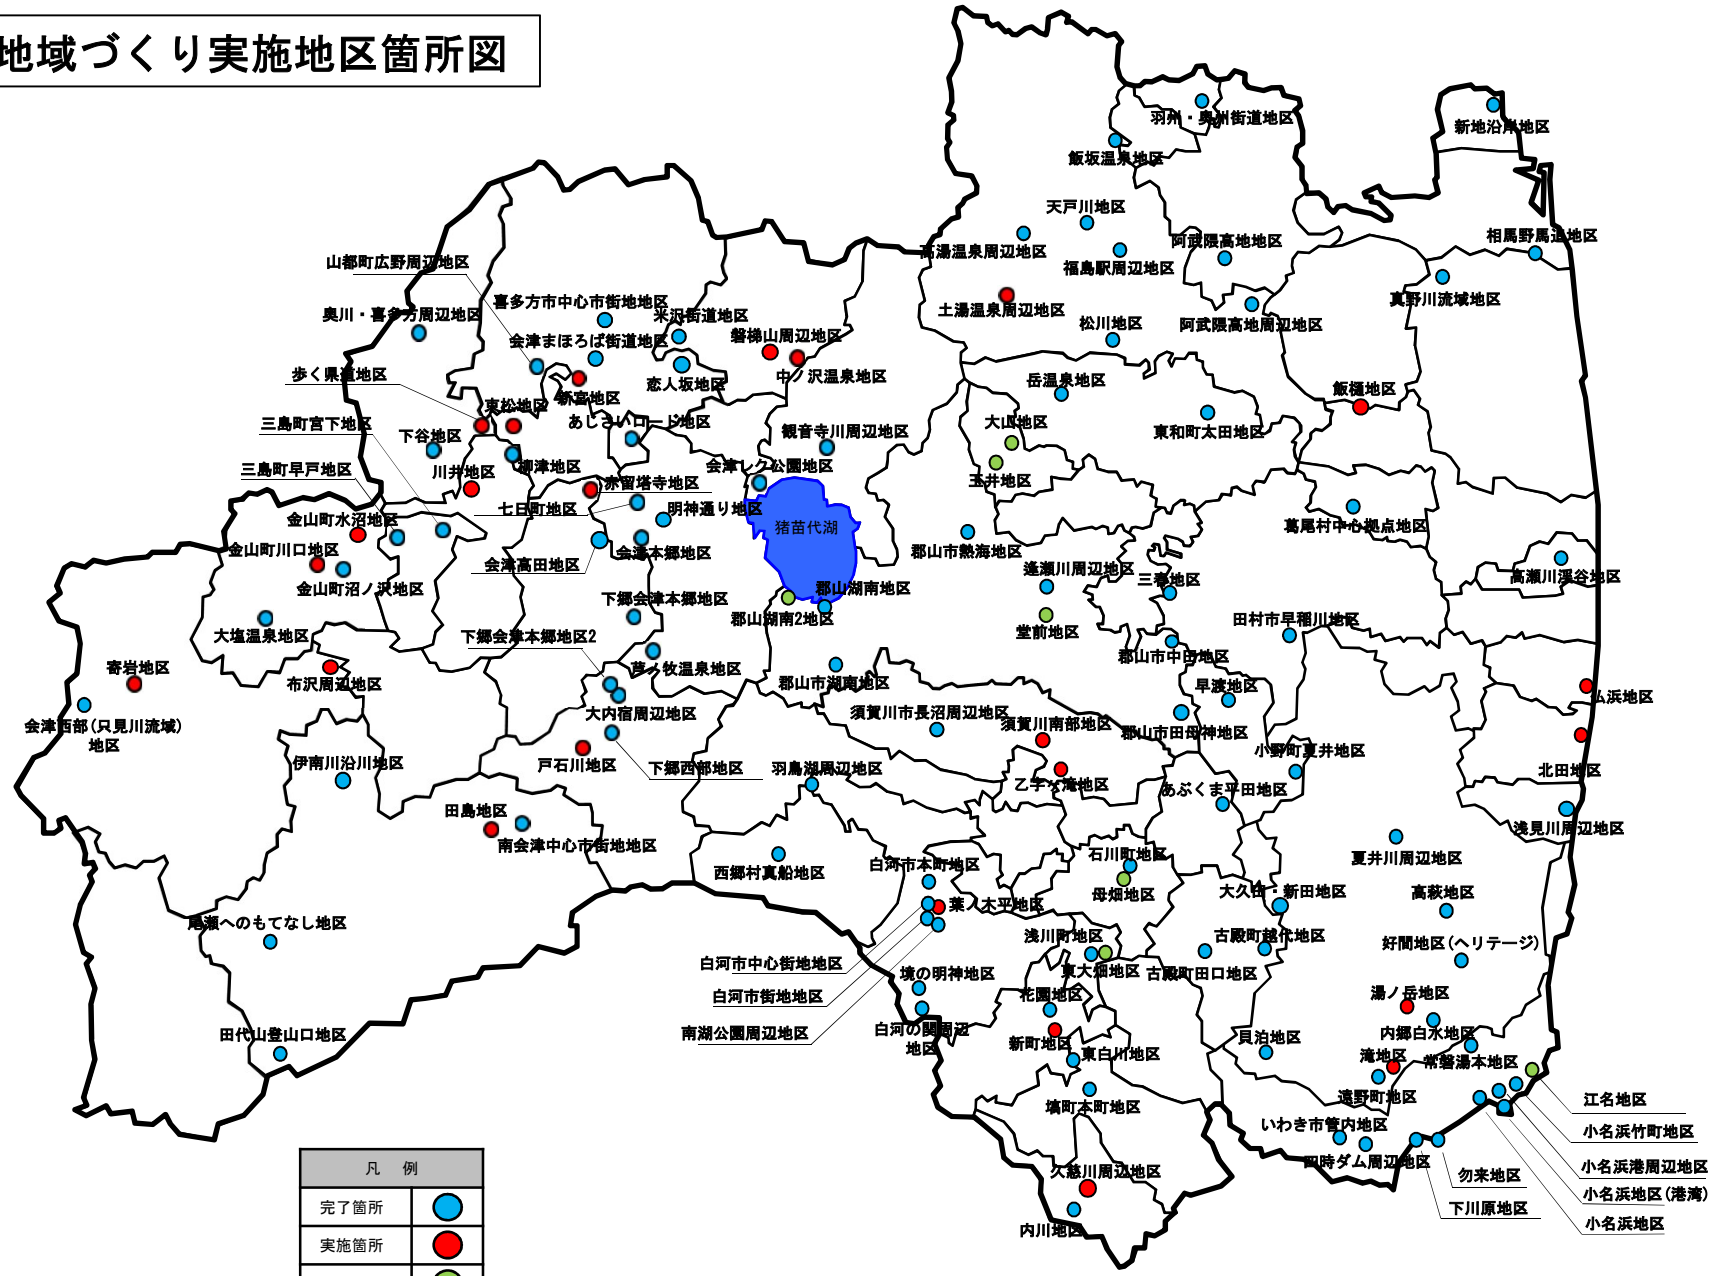 地域づくり実施地区箇所図
羽州・奥州街道地区
新地沿岸地区
飯坂温泉地区
天戸川地区
高湯温泉周辺地区
阿武隈高地地区
相馬野馬追地区
福島駅周辺地区
山都町広野周辺地区
真野川流域地区
喜多方市中心市街地地区
土湯温泉周辺地区
奥川・喜多方周辺地区
米沢街道地区
松川地区
阿武隈高地周辺地区
会津まほろば街道地区
磐梯山周辺地区
歩く県道地区
恋人坂地区
中ノ沢温泉地区
岳温泉地区
飯樋地区
新宮地区
束松地区
三島町宮下地区
あじさいロード地区
大山地区
下谷地区
観音寺川周辺地区
東和町太田地区
三島町早戸地区
川井地区
柳津地区
会津レク公園地区
玉井地区
赤留塔寺地区
七日町地区
明神通り地区
金山町水沼地区
猪苗代湖
葛尾村中心拠点地区
金山町川口地区
会津本郷地区
郡山市熱海地区
会津高田地区
逢瀬川周辺地区
三春地区
高瀬川渓谷地区
金山町沼ノ沢地区
郡山湖南地区
下郷会津本郷地区
郡山湖南2地区
田村市早稲川地区
大塩温泉地区
下郷会津本郷地区2
堂前地区
郡山市中田地区
寄岩地区
芦ノ牧温泉地区
布沢周辺地区
郡山市湖南地区
早渡地区
仏浜地区
会津西部(只見川流域)
地区
大内宿周辺地区
須賀川市長沼周辺地区
須賀川南部地区
郡山市田母神地区
小野町夏井地区
伊南川沿川地区
戸石川地区
下郷西部地区
羽鳥湖周辺地区
乙字ヶ滝地区
北田地区
あぶくま平田地区
田島地区
浅見川周辺地区
南会津中心市街地地区
石川町地区
夏井川周辺地区
西郷村真船地区
白河市本町地区
母畑地区
大久田・新田地区
高萩地区
葉ノ木平地区
尾瀬へのもてなし地区
浅川町地区
古殿町越代地区
好間地区(ヘリテージ)
白河市中心街地地区
境の明神地区
東大畑地区
古殿町田口地区
白河市街地地区
花園地区
湯ノ岳地区
南湖公園周辺地区
白河の関周辺
地区
新町地区
田代山登山口地区
貝泊地区
内郷白水地区
東白川地区
滝地区
常磐湯本地区
遠野町地区
江名地区
塙町本町地区
いわき市管内地区
小名浜竹町地区
四時ダム周辺地区
小名浜港周辺地区
久慈川周辺地区
勿来地区
小名浜地区(港湾)
下川原地区
小名浜地区
内川地区
凡 例
完了箇所
実施箇所